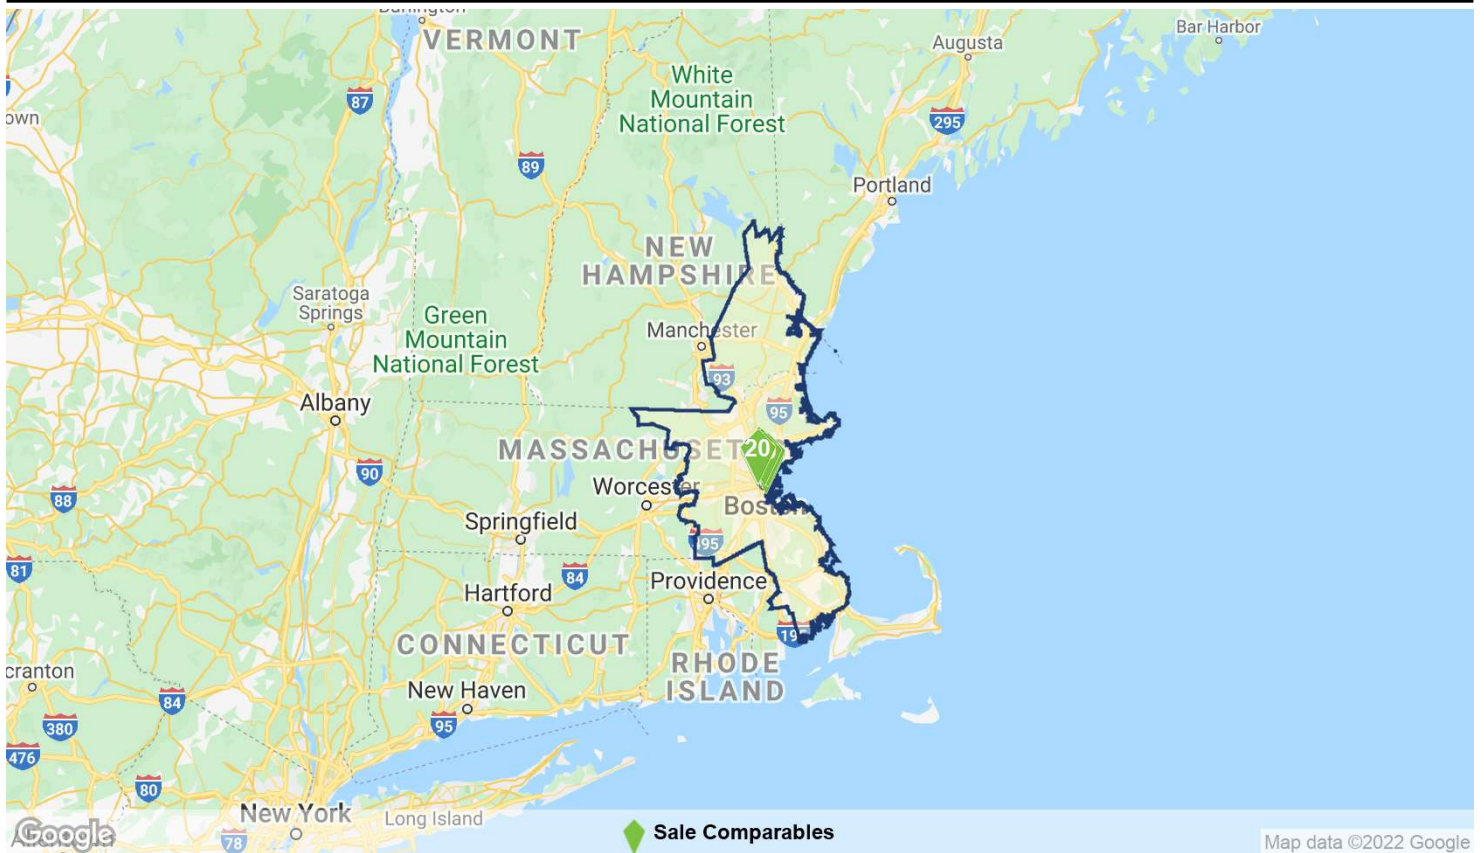 VERMONT
Bar Harbor
Augusta
White
Mountain
National Forest
87
295
own
89
Portland
NEW
HAMPSHIRE
Saratoga
Springs
Green
Mountain
National Forest
Manchester
93
Albany
95
MASSACHUSET
20
90
Worcester
88
Boston
Springfield
95
81
84
Providence
Hartford
CONNECTICUT
RHODE
ISLAND
cranton
New Haven
84
95
380
476
80
New York
Long Island
78
Google
Sale Comparables
Map data ©2022 Google